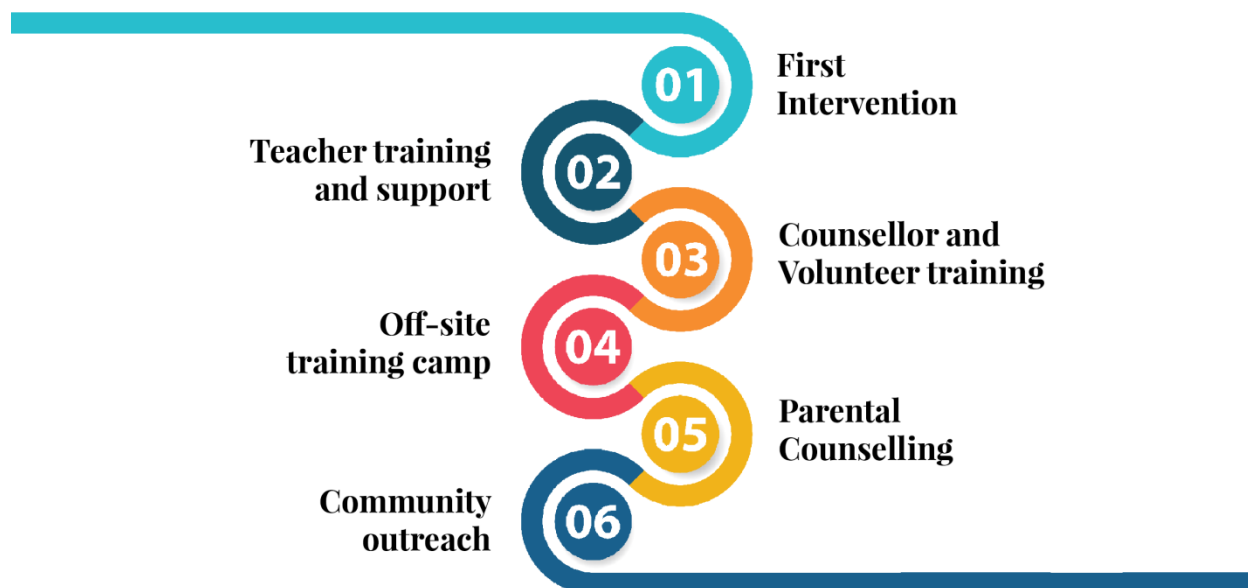 01
First
Intervention
Teacher training
and support
02
03
Counsellor and
Volunteer training
Off-site
training camp
04
05
Parental
Counselling
Community
outreach
06